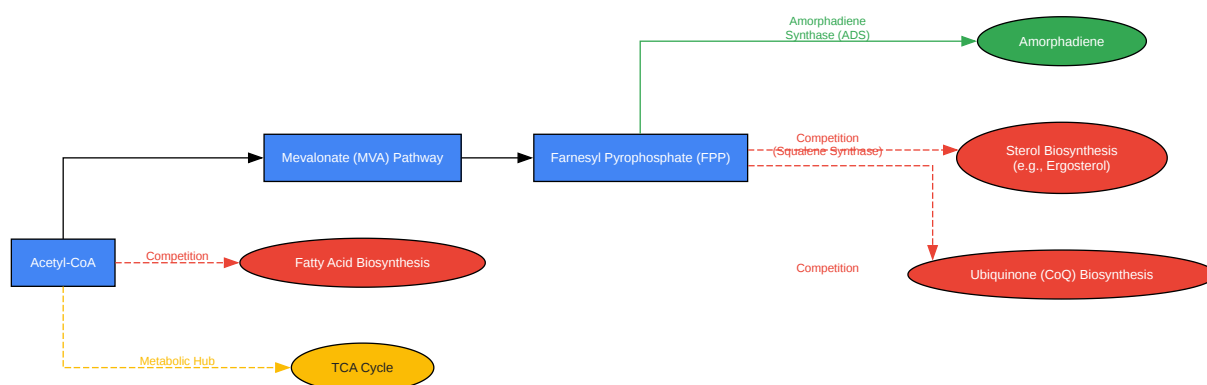 Amorphadiene
Synthase (ADS)
Amorphadiene
Mevalonate (MVA) Pathway
Farnesyl Pyrophosphate (FPP)
Competition
(Squalene Synthase)
Sterol Biosynthesis
(e.g., Ergosterol)
Acetyl-CoA
Competition
Fatty Acid Biosynthesis
Competition
Ubiquinone (CoQ) Biosynthesis
Metabolic Hub
TCA Cycle